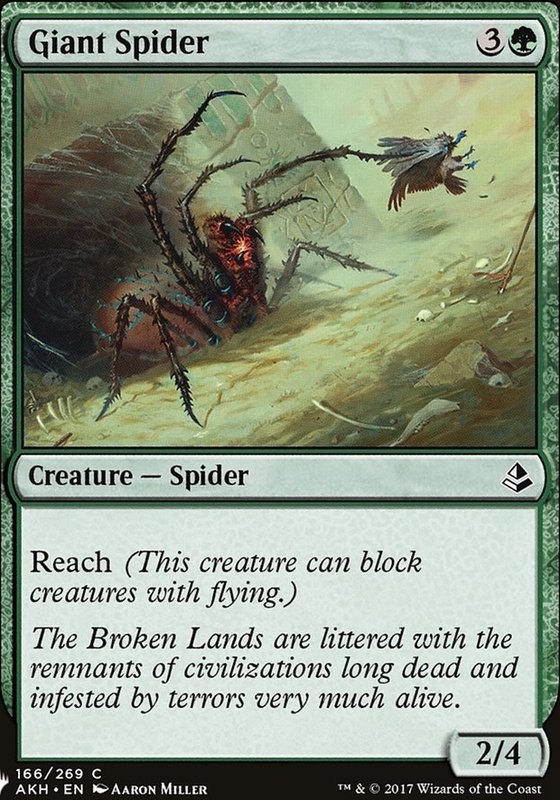 Giant Spider 3
Creature — Spider
Reach (This creature can block
creatures with flying.)
The Broken Lands are littered with the
remnants of civilizations long dead and
infested by terrors very much alive.
2/4
166/269 C
AKH • EN Aaron Miller
™ & © 2017 Wizards of the Coast